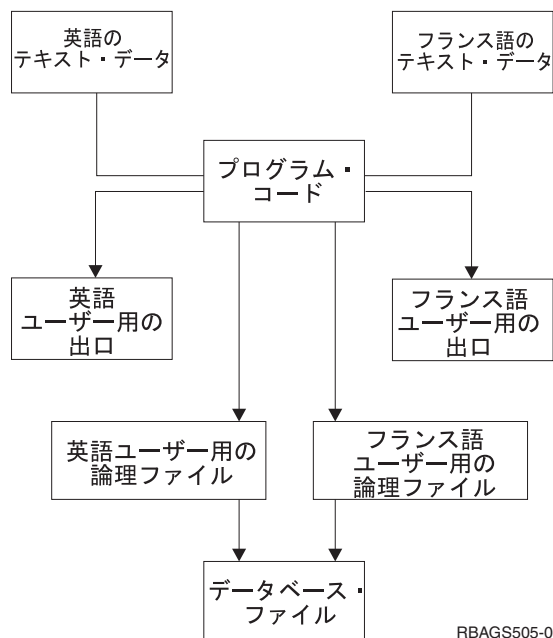 英語の
テキスト・データ
フランス語の
テキスト・データ
プログラム・
コード
英語
ユーザー用の
出口
フランス語
ユーザー用の
出口
英語ユーザー用の
論理ファイル
フランス語
ユーザー用の
論理ファイル
データベース・
ファイル
RBAGS505-0